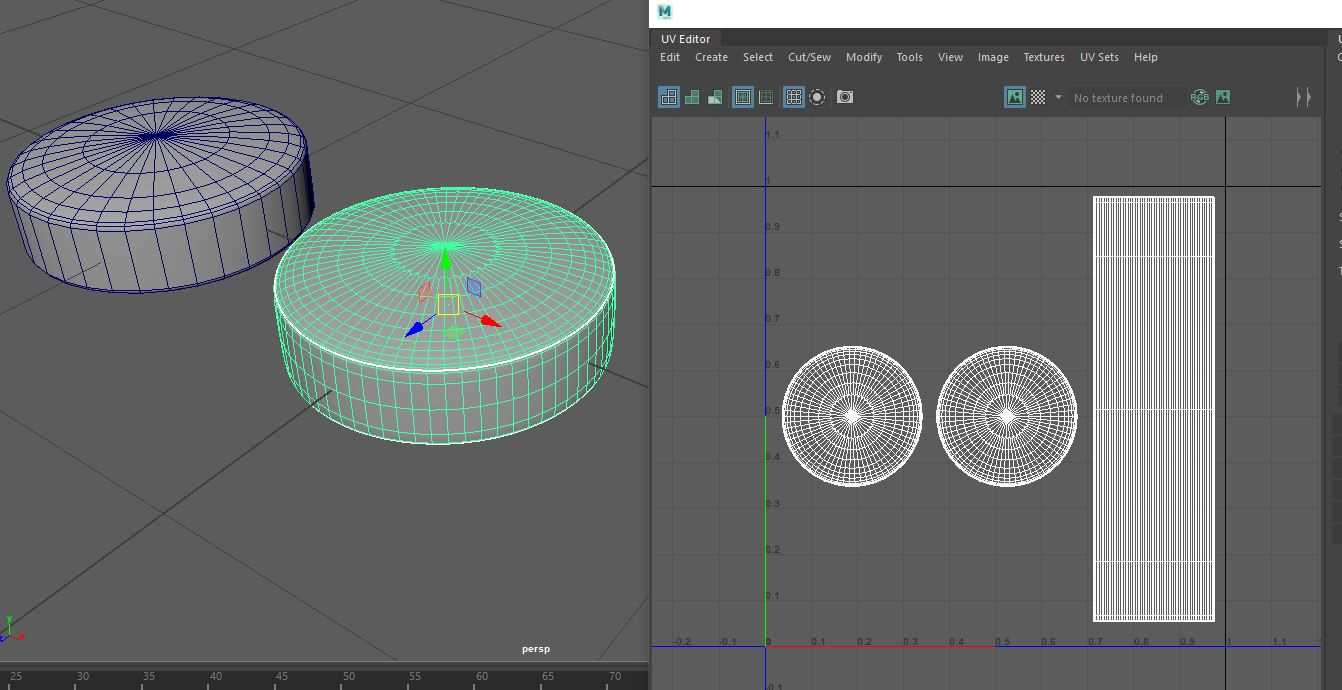 M
UV Editor
Edit Create Select Cut/Sew Modify Tools View Image Textures UV Sets Help
No texture found RGB
1.1
1
0.9
0.8
0.7
0.6
0.5
0.4
0.3
0.2
0.1
-0.2 -0.1 0 0.1 0.2 0.3 0.4 0.5 0.6 0.7 0.8 0.9 1 1.1
y
persp
25 30 35 40 45 50 55 60 65 70